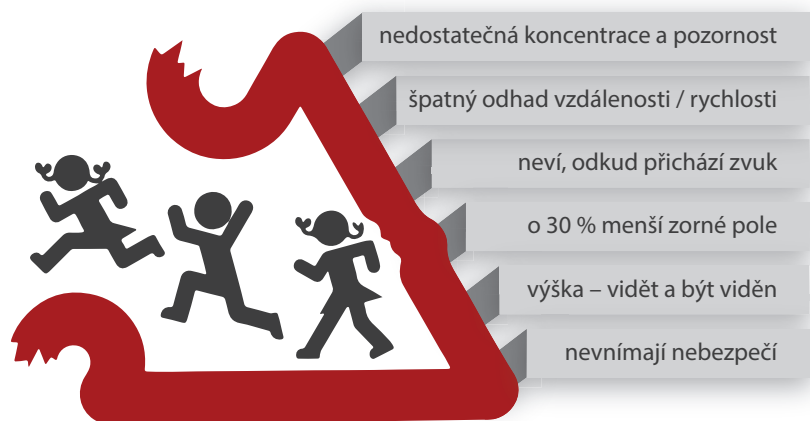 nedostatečná koncentrace a pozornost
špatný odhad vzdálenosti / rychlosti
neví, odkud přichází zvuk
o 30 % menší zorné pole
výška – vidět a být viděn
nevnímají nebezpečí